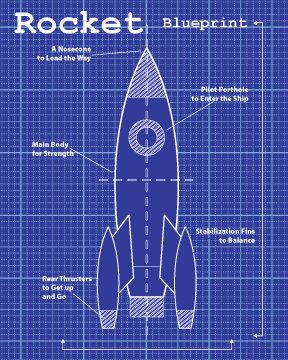 Rocket Blueprint
A Nosecone
to Lead the Way
Pilot Porthole
to Enter the Ship
Main Body
for Strength
Stabilization Fins
to Balance
Rear Thrusters
to Get up
and Go